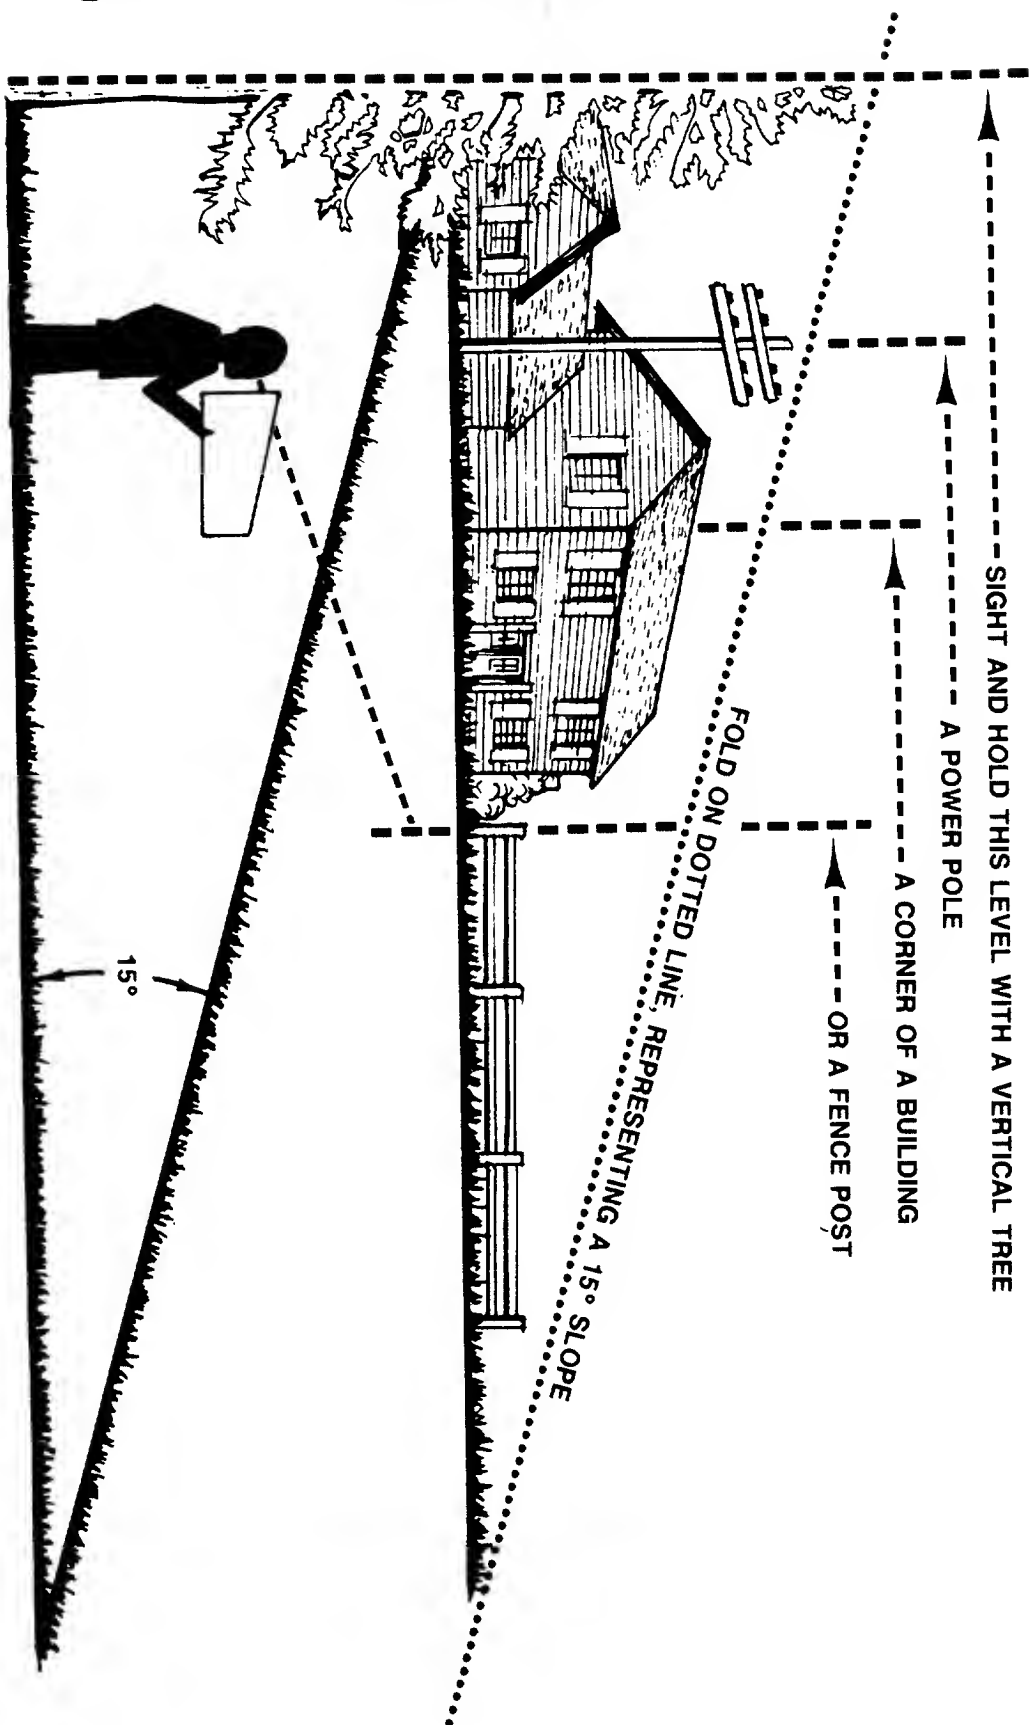 SIGHT AND HOLD THIS LEVEL WITH A VERTICAL TREE
A POWER POLE
A CORNER OF A BUILDING
OR A FENCE POST
FOLD ON DOTTED LINE, REPRESENTING A 15° SLOPE
15°